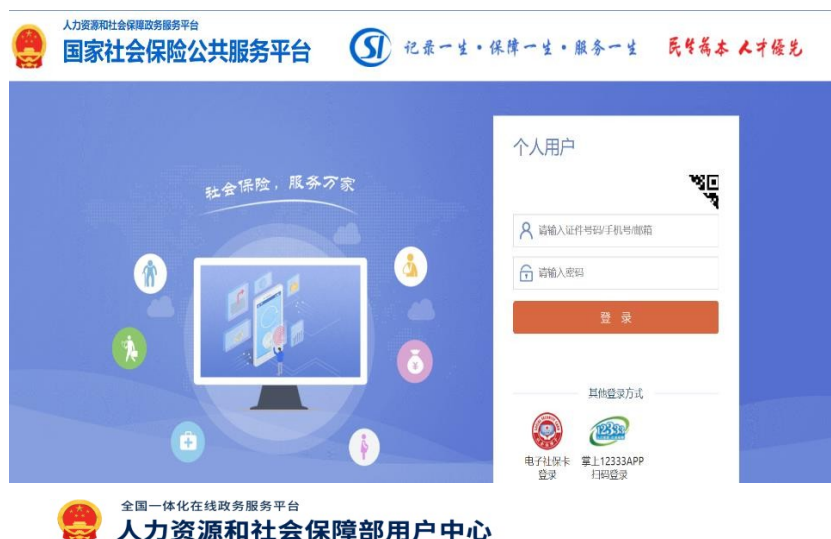 人力资源和社会保障政务服务平台
国家社会保险公共服务平台
SI 记录一生·保障一生·服务一生 民生为本 人才优先
个人用户
社会保险，服务万家
请输入证件号码/手机号/邮箱
请输入密码
登 录
其他登录方式
12333
电子社保卡
登录
掌上12333APP
扫码登录
全国一体化在线政务服务平台
人力资源和社会保障部用户中心